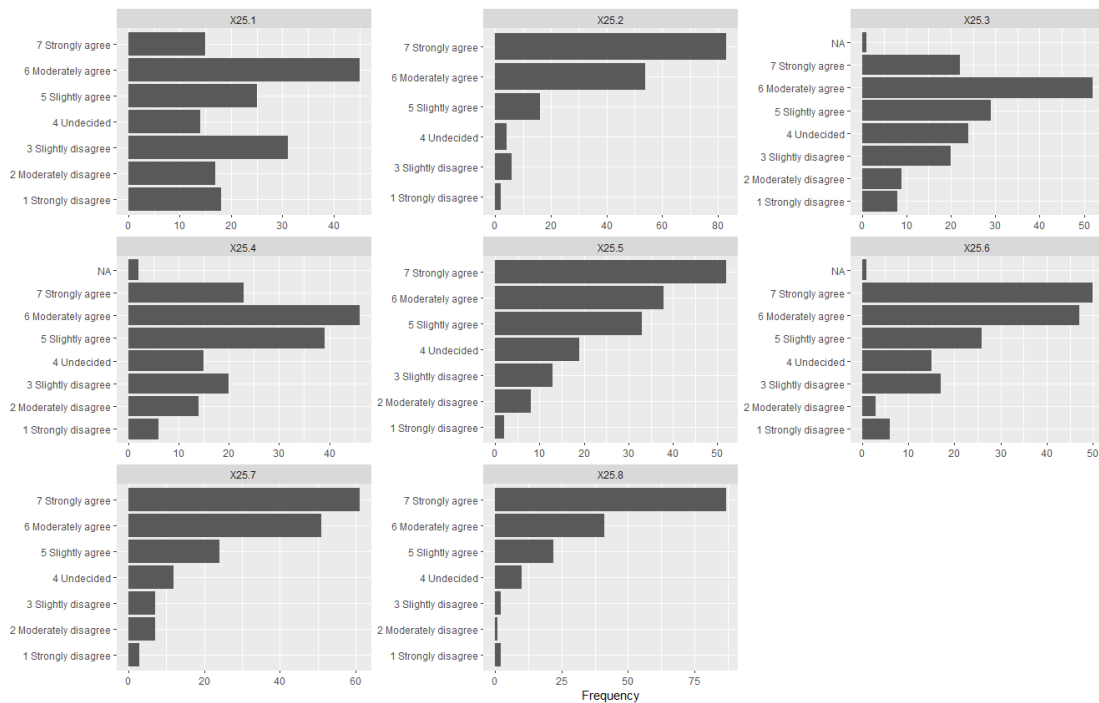 X25.1
7 Strongly agree
6 Moderately agree
5 Slightly agree
4 Undecided
3 Slightly disagree
2 Moderately disagree
1 Strongly disagree
0 10 20 30 40
X25.2
7 Strongly agree
6 Moderately agree
5 Slightly agree
4 Undecided
3 Slightly disagree
1 Strongly disagree
0 20 40 60 80
X25.3
NA
7 Strongly agree
6 Moderately agree
5 Slightly agree
4 Undecided
3 Slightly disagree
2 Moderately disagree
1 Strongly disagree
0 10 20 30 40 50
X25.4
NA
7 Strongly agree
6 Moderately agree
5 Slightly agree
4 Undecided
3 Slightly disagree
2 Moderately disagree
1 Strongly disagree
0 10 20 30 40
X25.5
7 Strongly agree
6 Moderately agree
5 Slightly agree
4 Undecided
3 Slightly disagree
2 Moderately disagree
1 Strongly disagree
0 10 20 30 40 50
X25.6
NA
7 Strongly agree
6 Moderately agree
5 Slightly agree
4 Undecided
3 Slightly disagree
2 Moderately disagree
1 Strongly disagree
0 10 20 30 40 50
X25.7
7 Strongly agree
6 Moderately agree
5 Slightly agree
4 Undecided
3 Slightly disagree
2 Moderately disagree
1 Strongly disagree
0 20 40 60
X25.8
7 Strongly agree
6 Moderately agree
5 Slightly agree
4 Undecided
3 Slightly disagree
2 Moderately disagree
1 Strongly disagree
0 25 50 75
Frequency